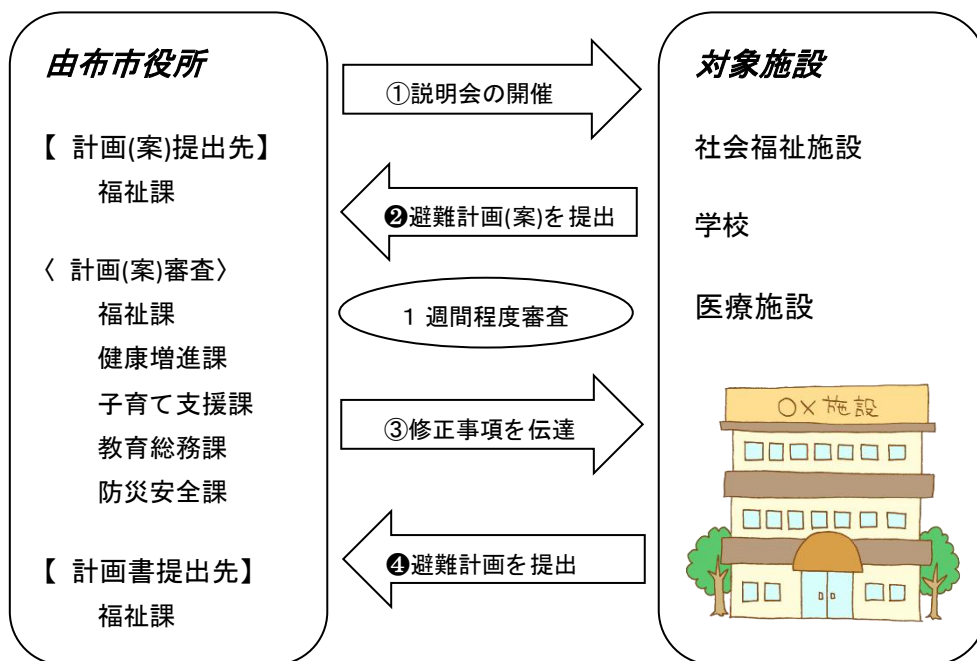 由布市役所
【 計画(案)提出先】
福祉課
〈 計画(案)審査〉
福祉課
健康増進課
子育て支援課
教育総務課
防災安全課
【 計画書提出先】
福祉課
①説明会の開催
❷避難計画(案)を提出
1 週間程度審査
③修正事項を伝達
❹避難計画を提出
対象施設
社会福祉施設
学校
医療施設
○×施設